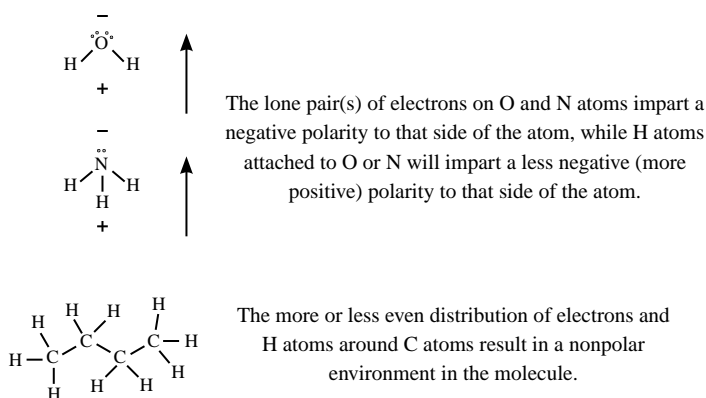 −
O
H H
+
The lone pair(s) of electrons on O and N atoms impart a
negative polarity to that side of the atom, while H atoms
attached to O or N will impart a less negative (more
positive) polarity to that side of the atom.
−
N
H H
H
+
The more or less even distribution of electrons and
H atoms around C atoms result in a nonpolar
environment in the molecule.
H
H H H
H C C H
H C C
H H H H